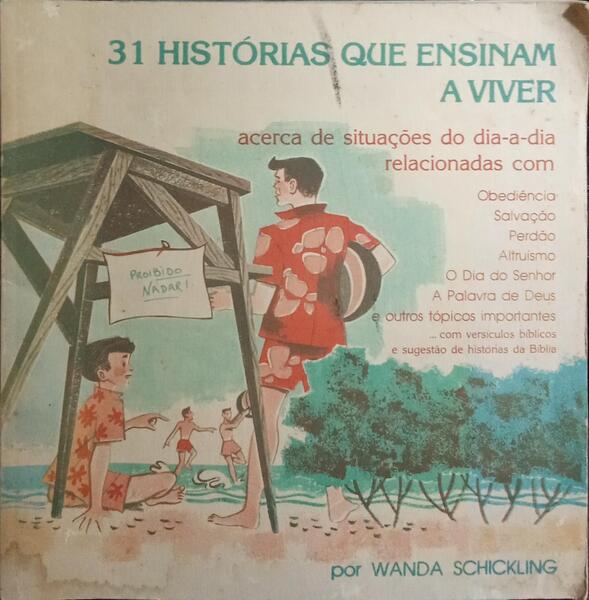 31 HISTÓRIAS QUE ENSINAM
A VIVER
acerca de situações do dia-a-dia
relacionadas com
Obediência
Salvação
Perdão
Altruísmo
O Dia do Senhor
A Palavra de Deus
e outros tópicos importantes
... com versículos bíblicos
e sugestão de histórias da Bíblia
PROIBIDO
NADAR!
por WANDA SCHICKLING